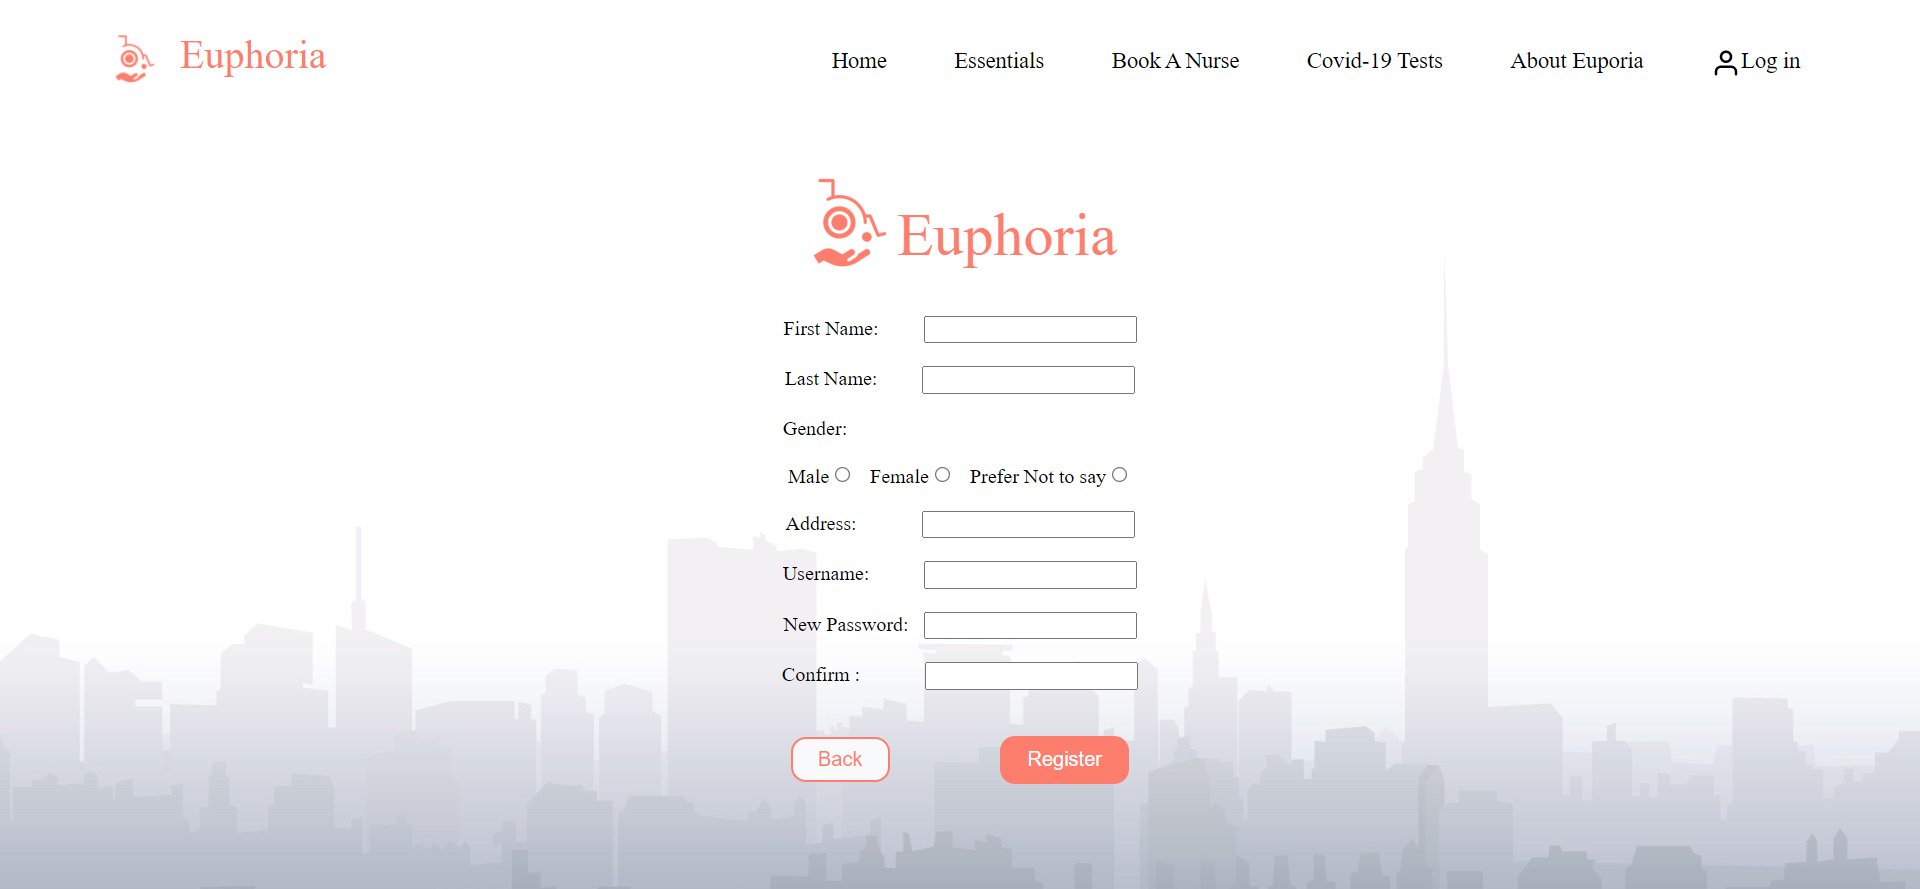 Euphoria
Home Essentials Book A Nurse Covid-19 Tests About Euporia Log in
Euphoria
First Name:
Last Name:
Gender:
Male Female Prefer Not to say
Address:
Username:
New Password:
Confirm :
Back Register